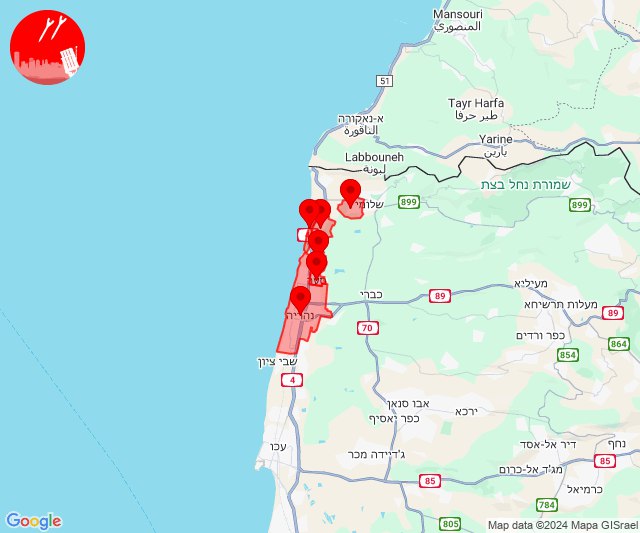 Mansouri
المنصوري
51
Tayr Harfa
طير حرفا
א-נאקורה
الناقورة
Yarine
يارين
Labbouneh
لبونة
שמורת נחל בצת
שלומי
899
899
נהריה
כברי
89
מעיליא
מעלות תרשיחא
89
70
כפר ורדים
864
854
שבי ציון
4
אבו סנאן
ירכא
כפר יאסיף
עכו
ג'דיידה מכר
דיר אל-אסד
נחף
85
מג'ד אל-כרום
85
כרמיאל
784
805
Google
Map data ©2024 Mapa GISrael